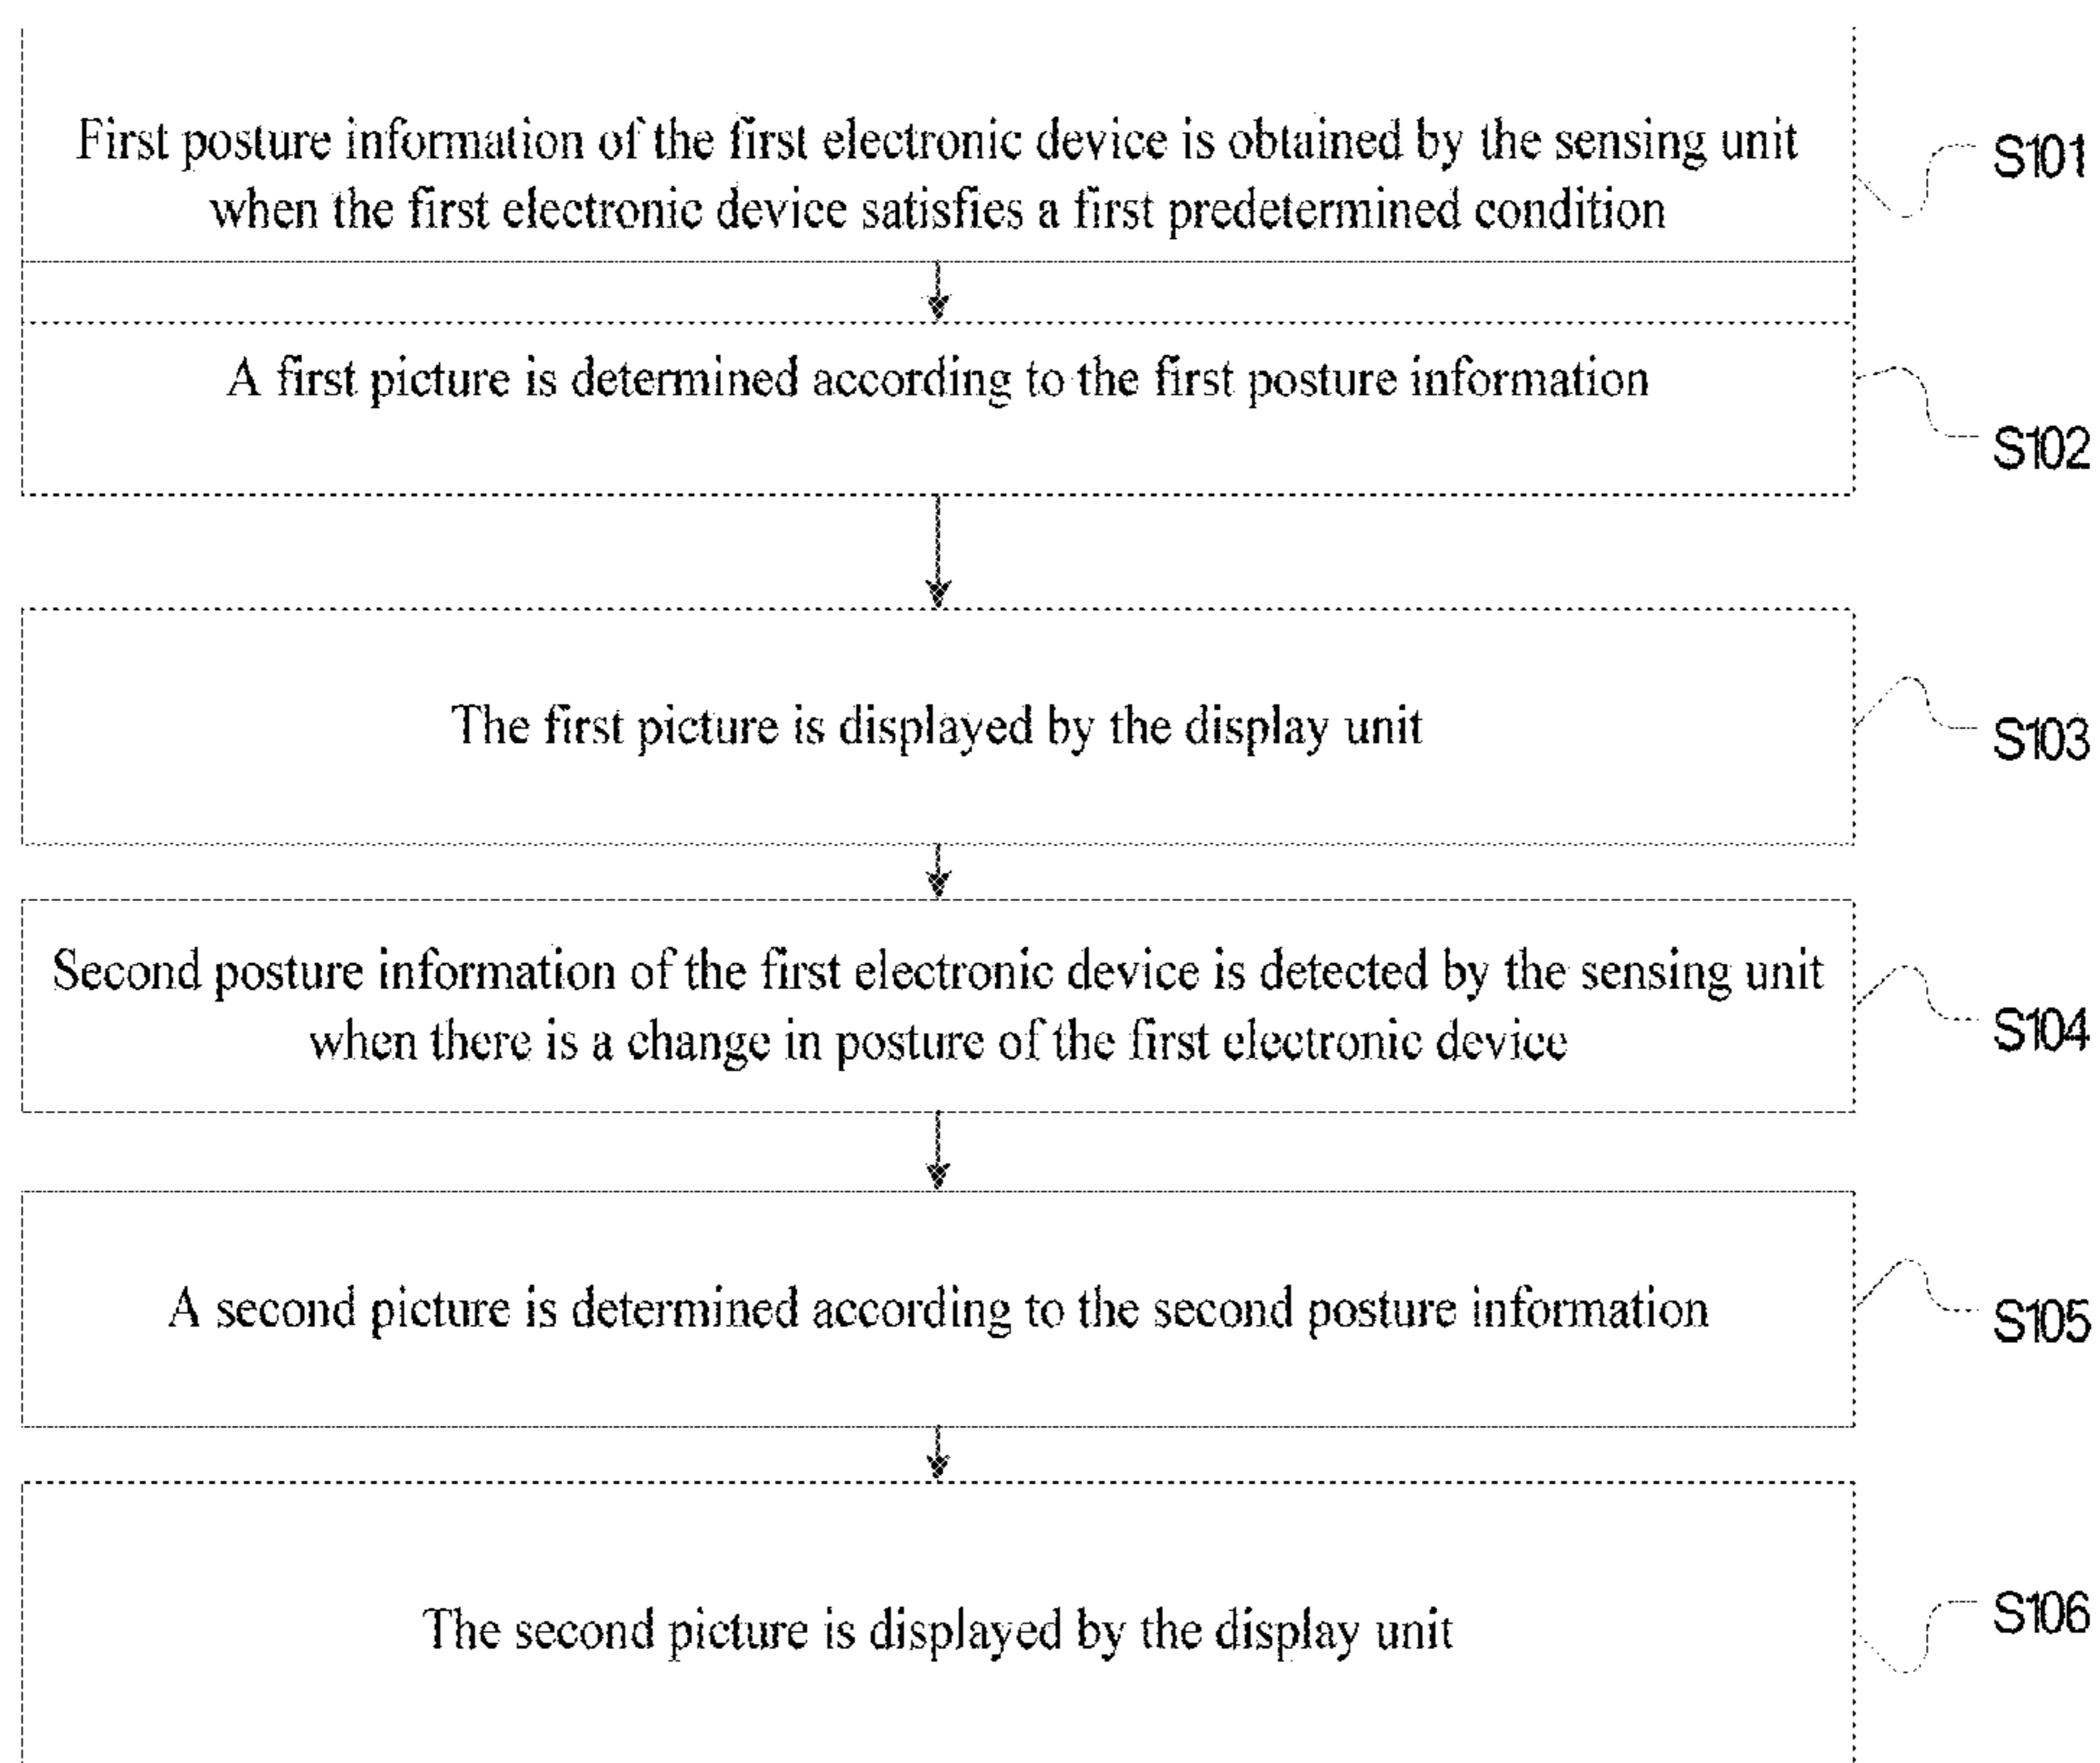 First posture information of the first electronic device is obtained by the sensing unit
when the first electronic device satisfies a first predetermined condition
S101
A first picture is determined according to the first posture information
S102
The first picture is displayed by the display unit
S103
Second posture information of the first electronic device is detected by the sensing unit
when there is a change in posture of the first electronic device
S104
A second picture is determined according to the second posture information
S105
The second picture is displayed by the display unit
S106